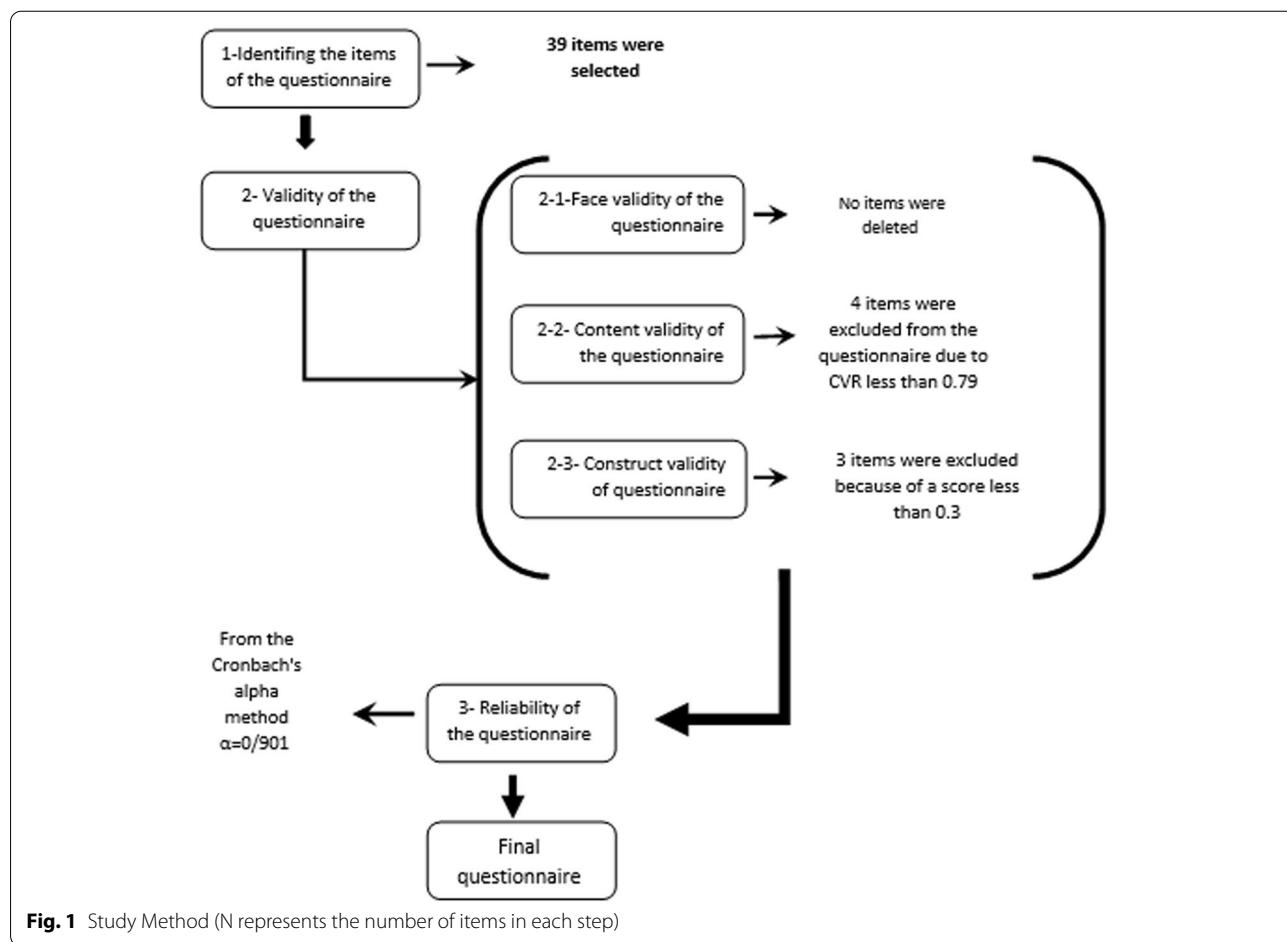 1-Identifing the items
of the questionnaire
39 items were
selected
2- Validity of the
questionnaire
2-1-Face validity of the
questionnaire
No items were
deleted
2-2- Content validity of
the questionnaire
4 items were
excluded from the
questionnaire due to
CVR less than 0.79
2-3- Construct validity
of questionnaire
3 items were excluded
because of a score less
than 0.3
From the
Cronbach's
alpha
method
α=0/901
3- Reliability of
the questionnaire
Final
questionnaire
Fig. 1 Study Method (N represents the number of items in each step)